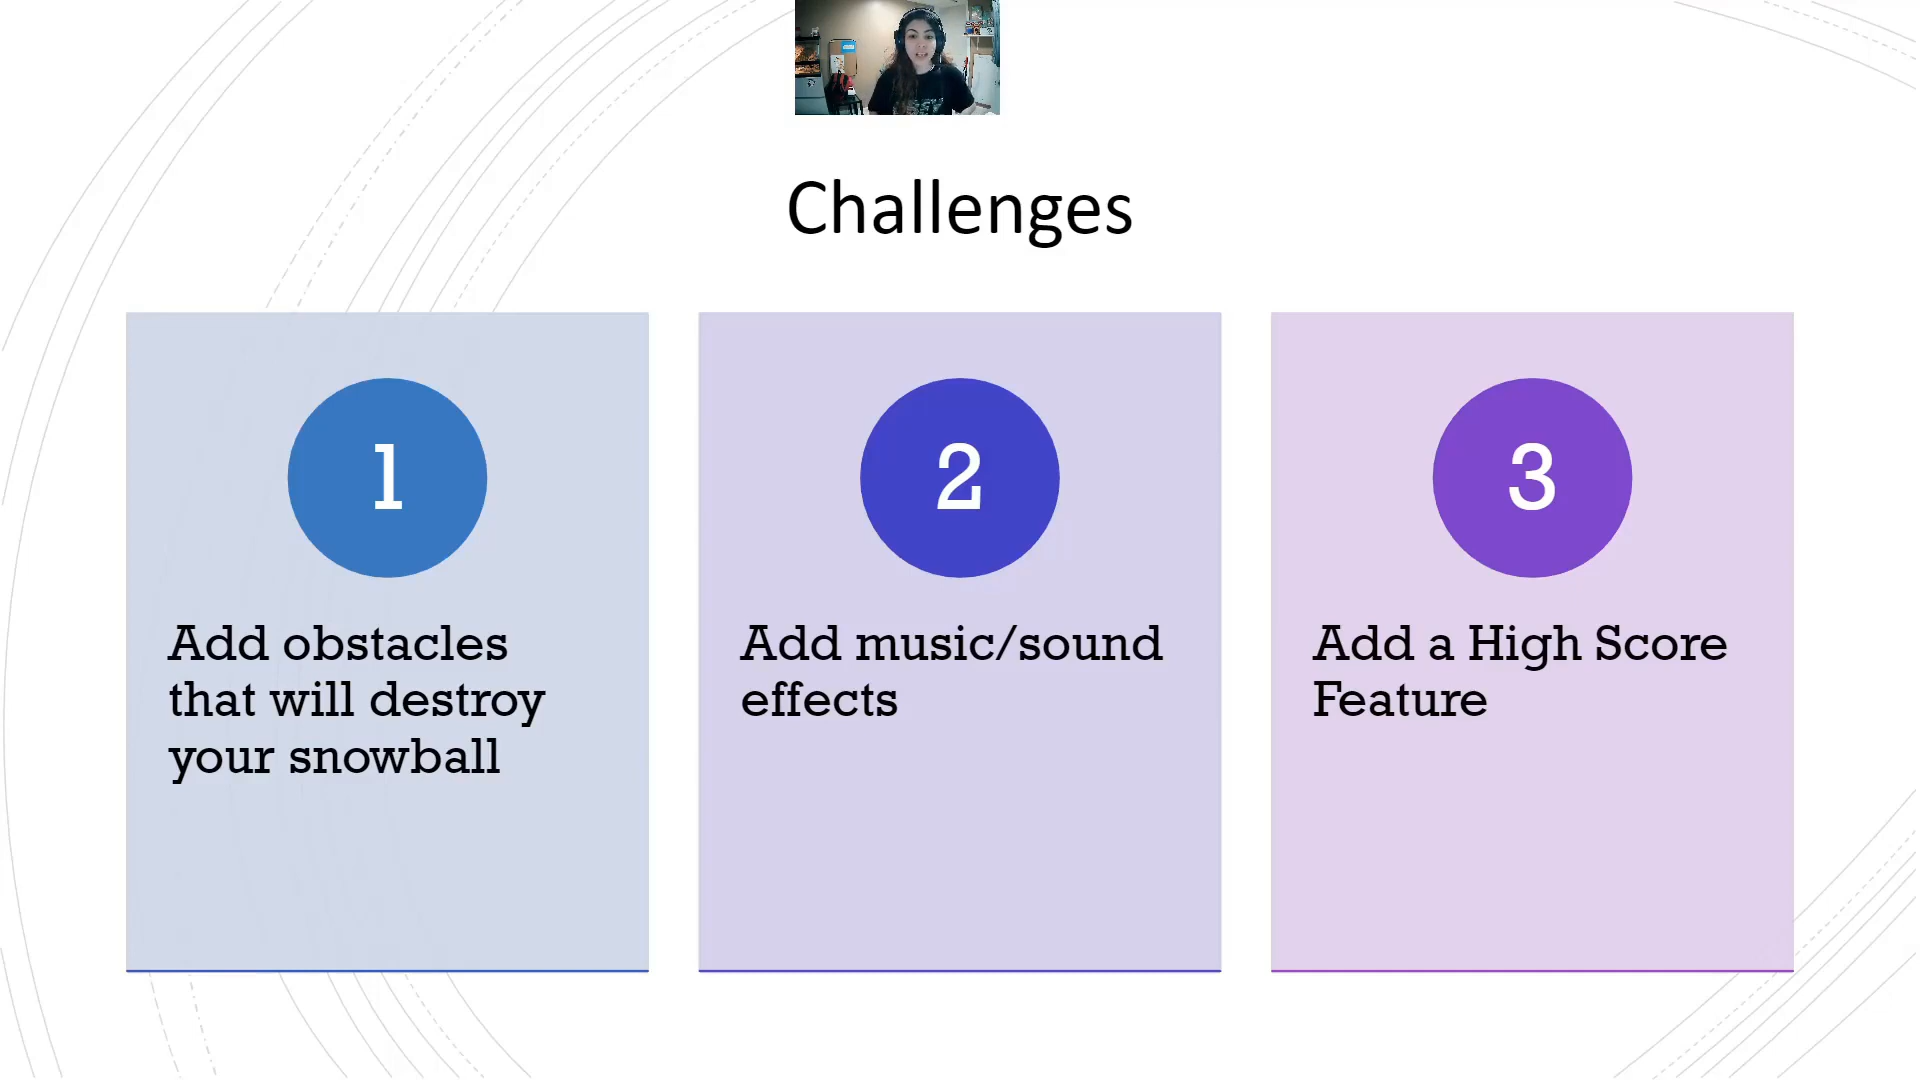 Challenges
1
Add obstacles
that will destroy
your snowball
2
Add music/sound
effects
3
Add a High Score
Feature